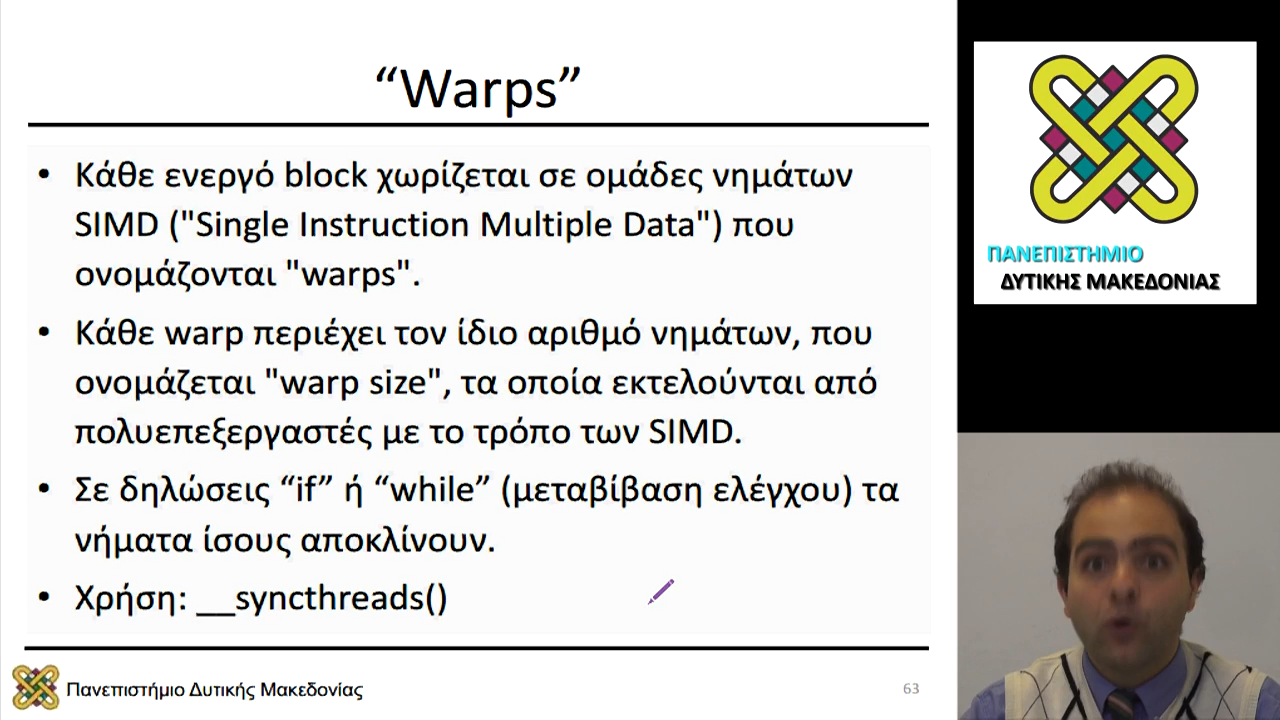 “Warps”
• Κάθε ενεργό block χωρίζεται σε ομάδες νημάτων
SIMD ("Single Instruction Multiple Data") που
ονομάζονται "warps".
• Κάθε warp περιέχει τον ίδιο αριθμό νημάτων, που
ονομάζεται "warp size", τα οποία εκτελούνται από
πολυεπεξεργαστές με το τρόπο των SIMD.
• Σε δηλώσεις “if” ή “while” (μεταβίβαση ελέγχου) τα
νήματα ίσους αποκλίνουν.
• Χρήση: __syncthreads()
Πανεπιστήμιο Δυτικής Μακεδονίας
63
ΠΑΝΕΠΙΣΤΗΜΙΟ
ΔΥΤΙΚΗΣ ΜΑΚΕΔΟΝΙΑΣ